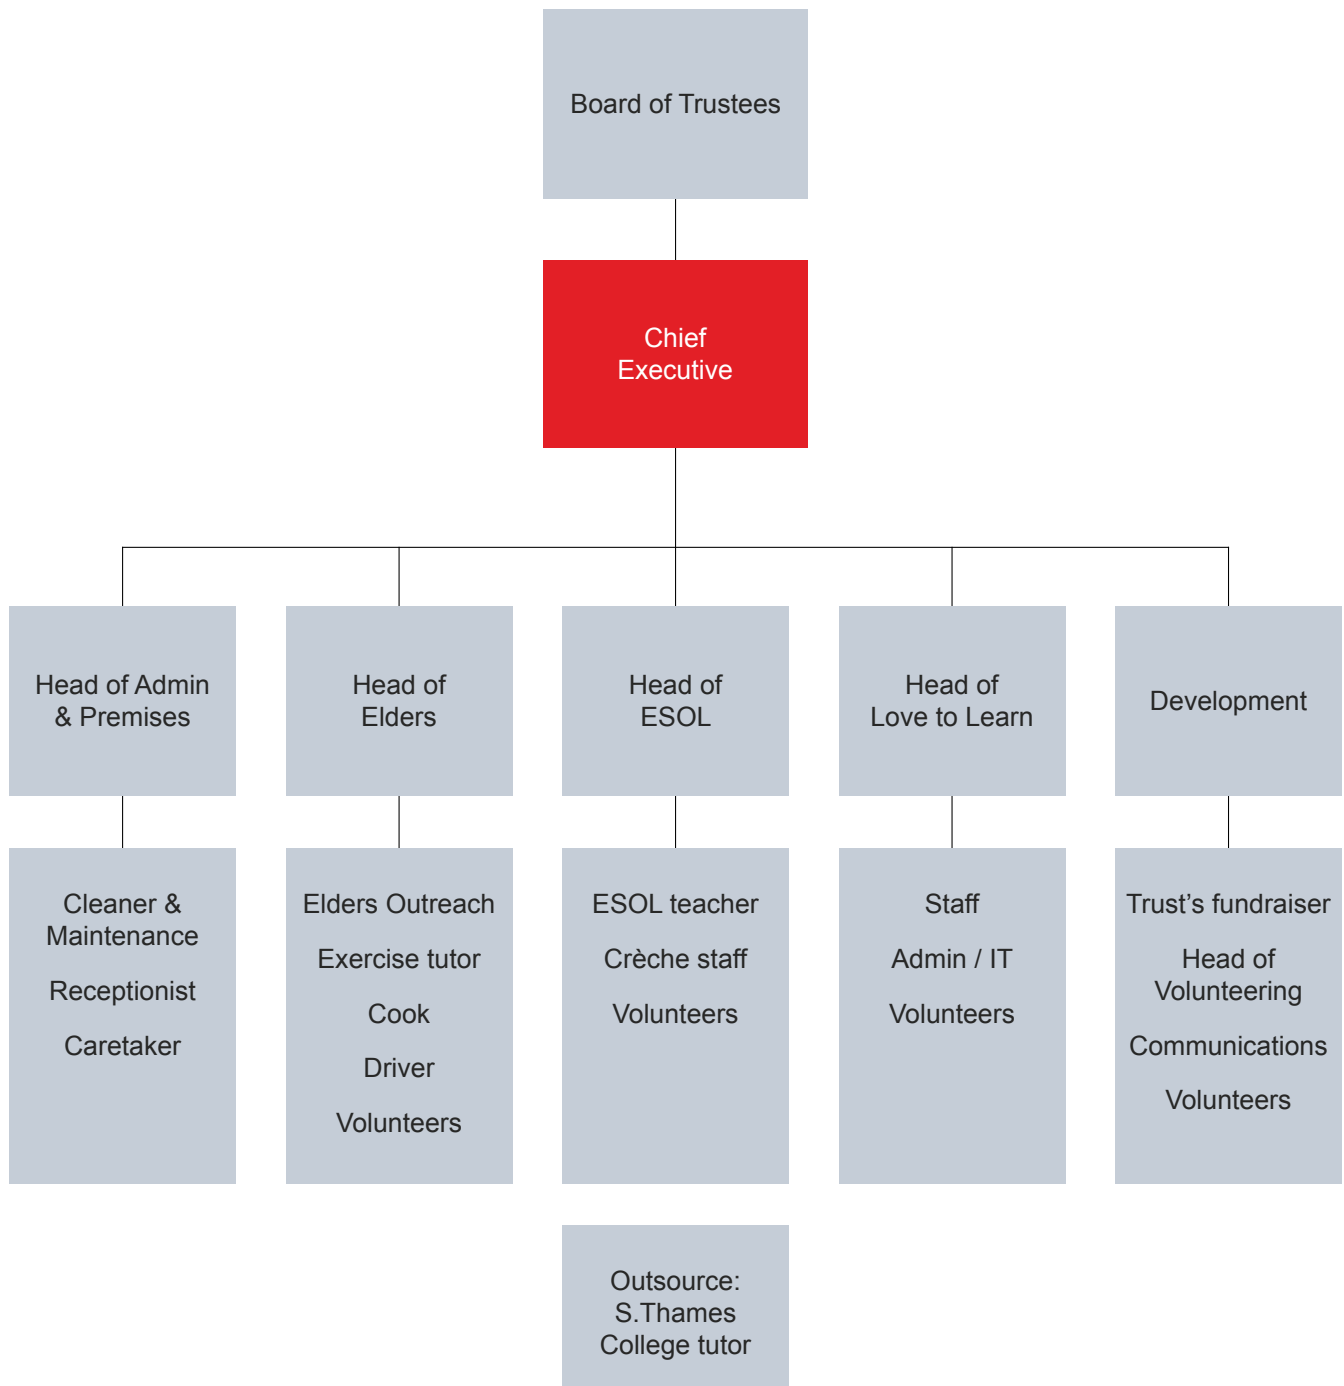 Board of Trustees
Chief
Executive
Head of Admin
& Premises
Head of
Elders
Head of
ESOL
Head of
Love to Learn
Development
Cleaner &
Maintenance
Receptionist
Caretaker
Elders Outreach
Exercise tutor
Cook
Driver
Volunteers
ESOL teacher
Crèche staff
Volunteers
Staff
Admin / IT
Volunteers
Trust’s fundraiser
Head of
Volunteering
Communications
Volunteers
Outsource:
S.Thames
College tutor